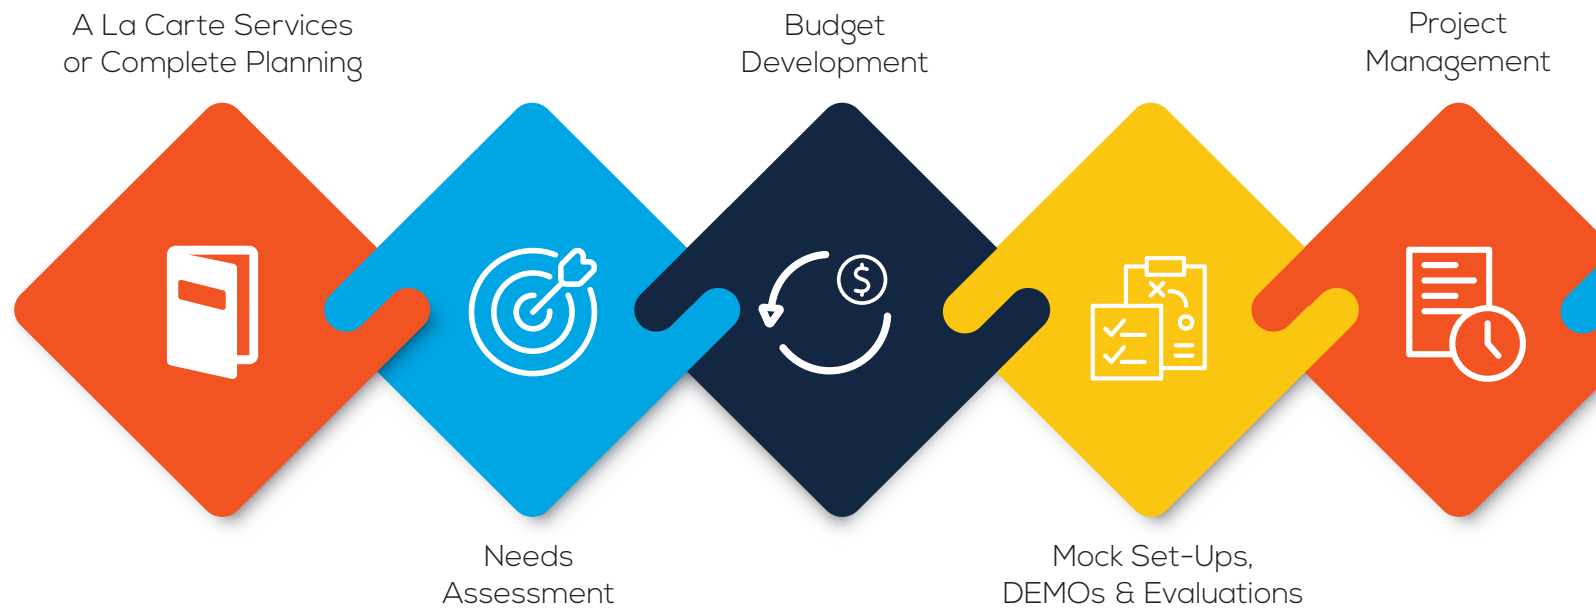 A La Carte Services
or Complete Planning
Needs
Assessment
Budget
Development
$
Mock Set-Ups,
DEMOs & Evaluations
Project
Management